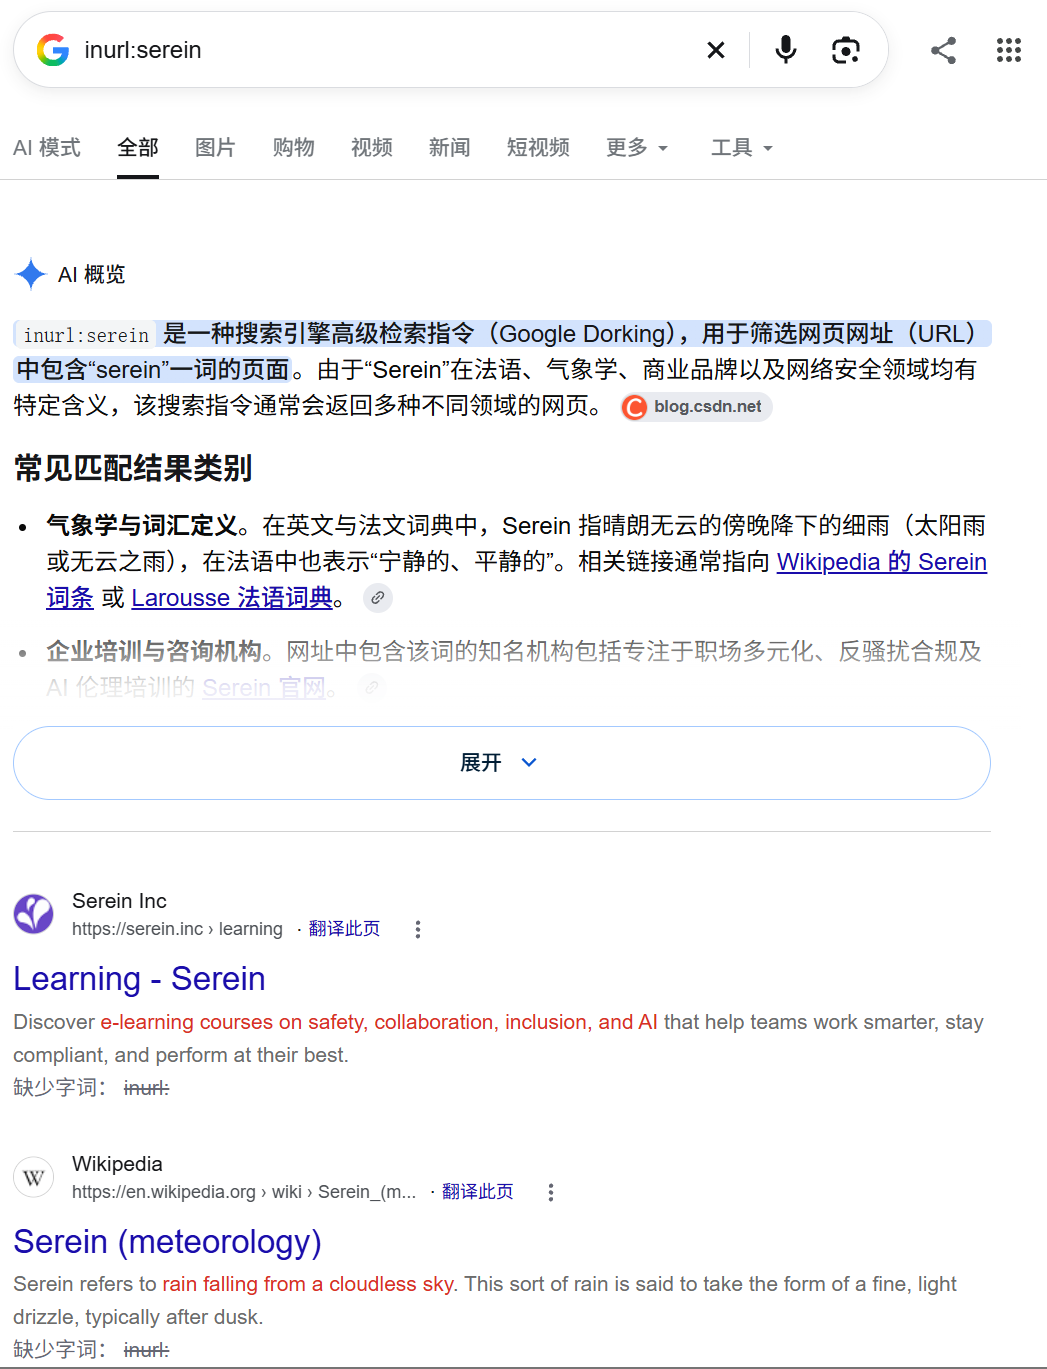 inurl:serein
AI 模式 全部 图片 购物 视频 新闻 短视频 更多 工具
AI 概览
inurl:serein 是一种搜索引擎高级检索指令（Google Dorking），用于筛选网页网址（URL）
中包含“serein”一词的页面。由于“Serein”在法语、气象学、商业品牌以及网络安全领域均有
特定含义，该搜索指令通常会返回多种不同领域的网页。 blog.csdn.net
常见匹配结果类别
• 气象学与词汇定义。在英文与法文词典中，Serein 指晴朗无云的傍晚降下的细雨（太阳雨
或无云之雨），在法语中也表示“宁静的、平静的”。相关链接通常指向 Wikipedia 的 Serein
词条 或 Larousse 法语词典。
• 企业培训与咨询机构。网址中包含该词的知名机构包括专注于职场多元化、反骚扰合规及
AI 伦理培训的 Serein 官网。
展开
Serein Inc
https://serein.inc › learning · 翻译此页
Learning - Serein
Discover e-learning courses on safety, collaboration, inclusion, and AI that help teams work smarter, stay
compliant, and perform at their best.
缺少字词： inurl:
W
Wikipedia
https://en.wikipedia.org › wiki › Serein_(m... · 翻译此页
Serein (meteorology)
Serein refers to rain falling from a cloudless sky. This sort of rain is said to take the form of a fine, light
drizzle, typically after dusk.
缺少字词： inurl: